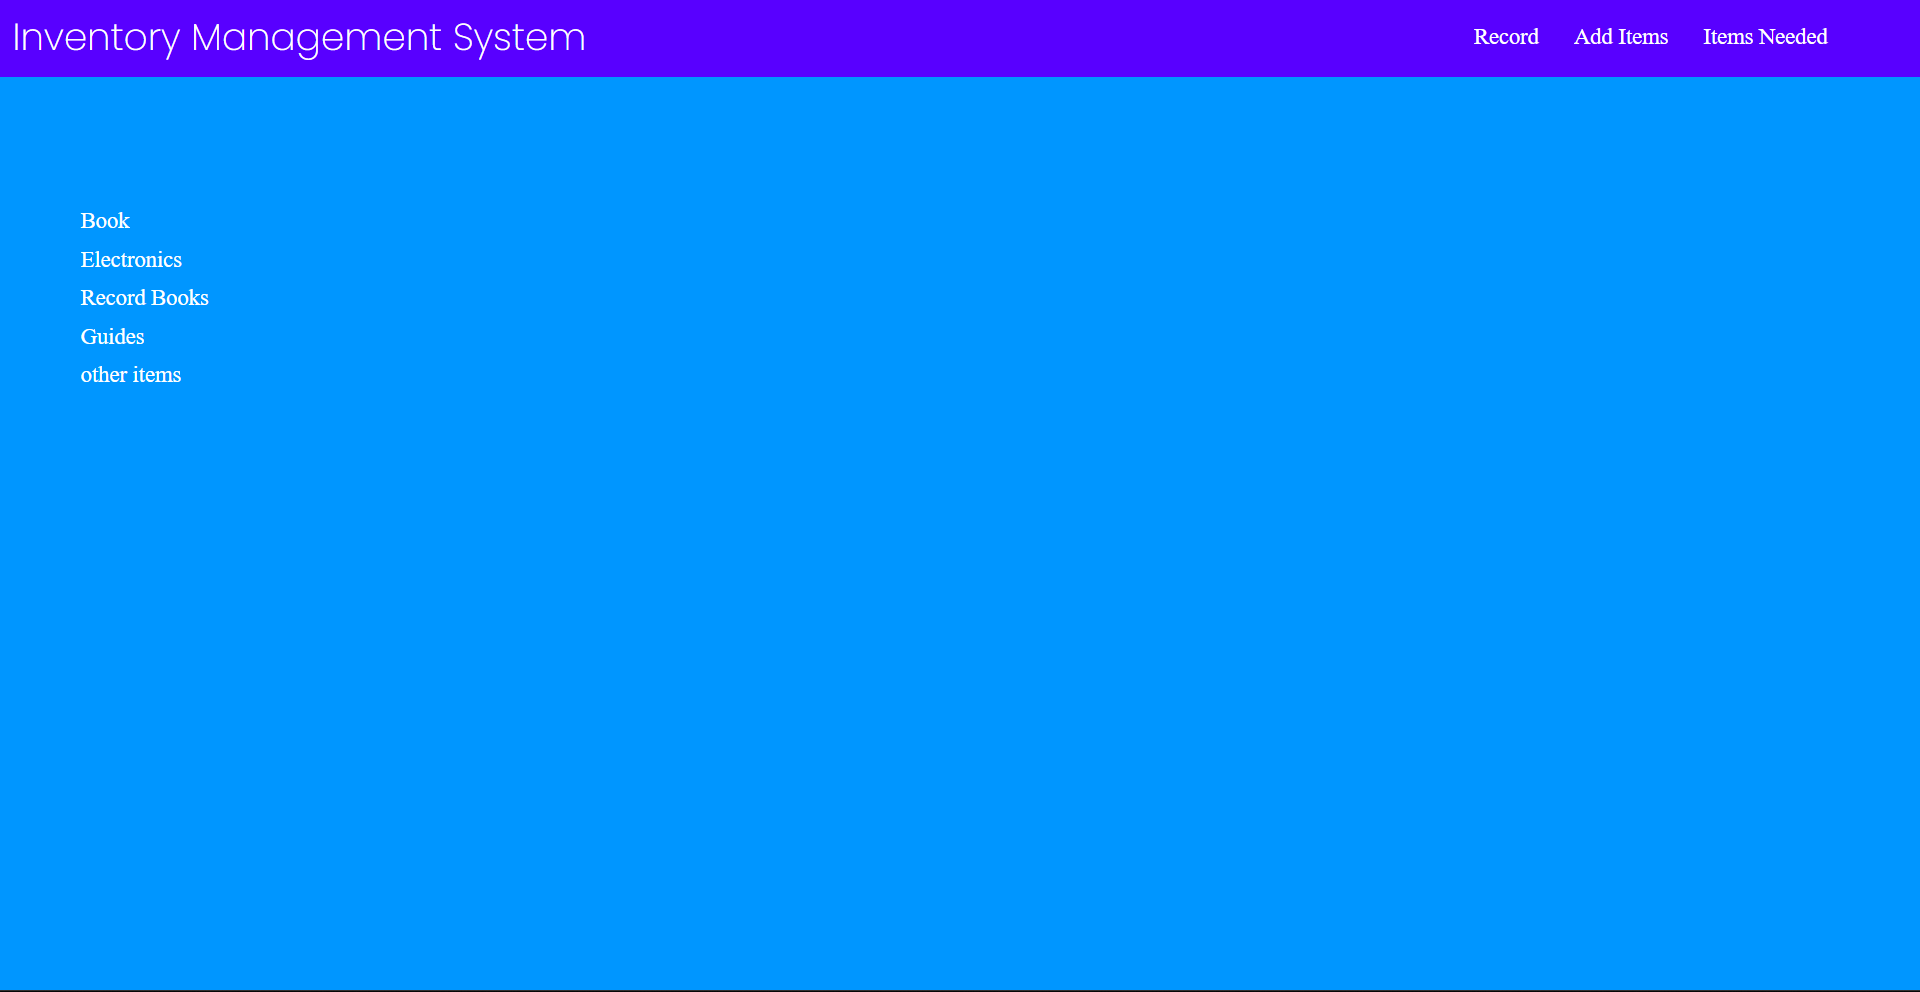 Inventory Management System
Record Add Items Items Needed
Book
Electronics
Record Books
Guides
other items